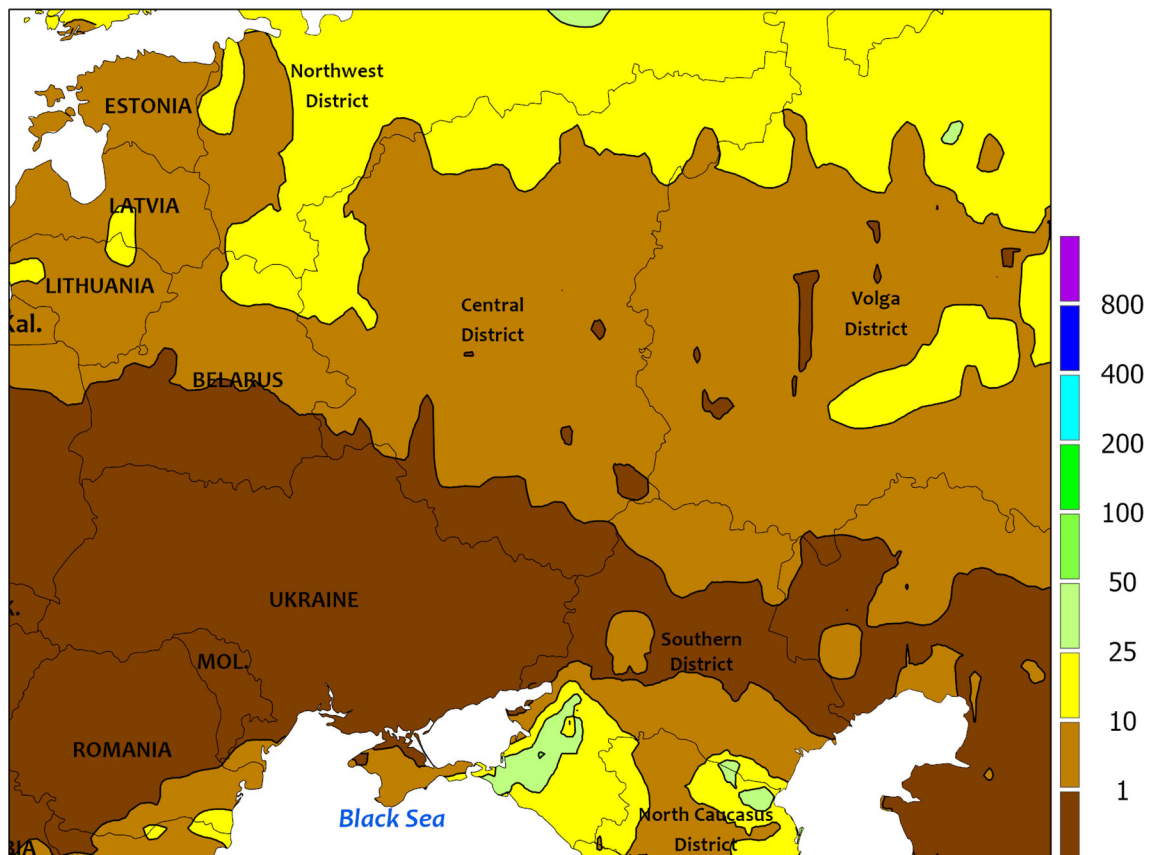 Northwest
District
ESTONIA
LATVIA
LITHUANIA
Kal.
Central
District
Volga
District
BELARUS
UKRAINE
K.
MOL.
Southern
District
ROMANIA
Black Sea
North Caucasus
District
BIA
800
400
200
100
50
25
10
1